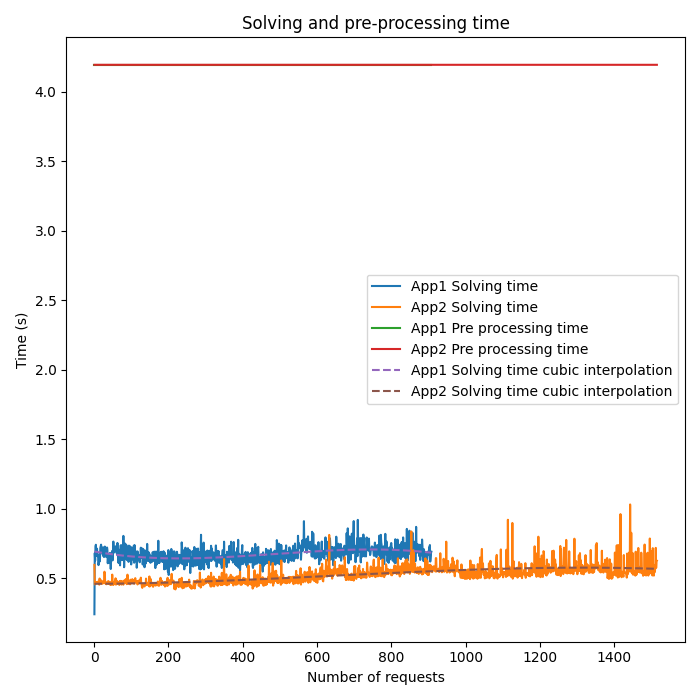 Solving and pre-processing time
Time (s)
4.0
3.5
3.0
2.5
2.0
1.5
1.0
0.5
App1 Solving time
App2 Solving time
App1 Pre processing time
App2 Pre processing time
App1 Solving time cubic interpolation
App2 Solving time cubic interpolation
0 200 400 600 800 1000 1200 1400
Number of requests